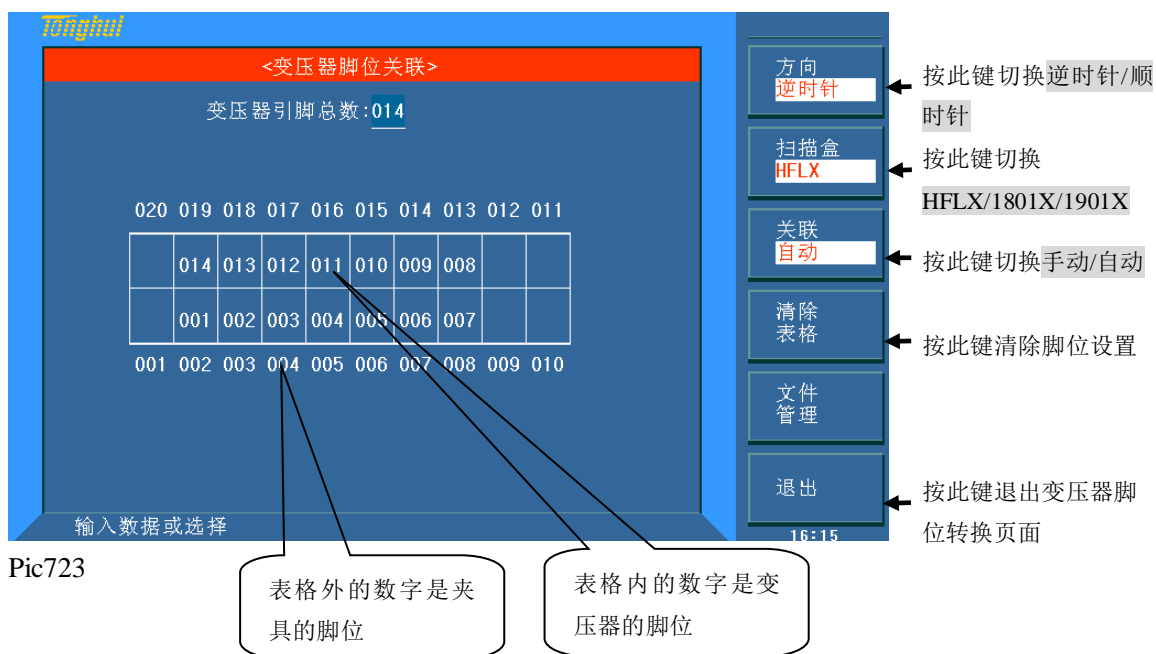 Tonghui
<变压器脚位关联>
变压器引脚总数:014
020 019 018 017 016 015 014 013 012 011
014 013 012 011 010 009 008
001 002 003 004 005 006 007
001 002 003 004 005 006 007 008 009 010
输入数据或选择
方向
逆时针
扫描盒
HFLX
关联
自动
清除
表格
文件
管理
退出
16:15
按此键切换逆时针/顺
时针
按此键切换
HFLX/1801X/1901X
按此键切换手动/自动
按此键清除脚位设置
按此键退出变压器脚
位转换页面
Pic723
表格外的数字是夹
具的脚位
表格内的数字是变
压器的脚位